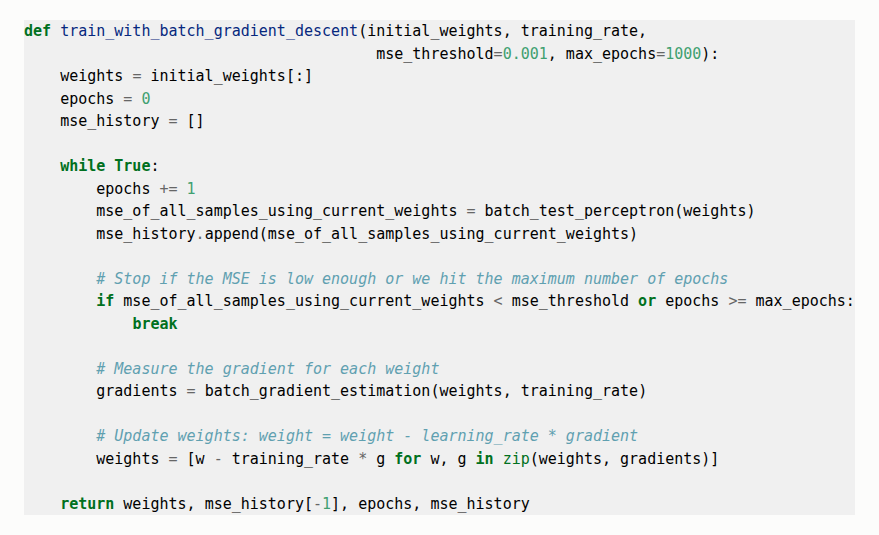 def train_with_batch_gradient_descent(initial_weights, training_rate,
                                       mse_threshold=0.001, max_epochs=1000):
    weights = initial_weights[:]
    epochs = 0
    mse_history = []

    while True:
        epochs += 1
        mse_of_all_samples_using_current_weights = batch_test_perceptron(weights)
        mse_history.append(mse_of_all_samples_using_current_weights)

        # Stop if the MSE is low enough or we hit the maximum number of epochs
        if mse_of_all_samples_using_current_weights < mse_threshold or epochs >= max_epochs:
            break

        # Measure the gradient for each weight
        gradients = batch_gradient_estimation(weights, training_rate)

        # Update weights: weight = weight - learning_rate * gradient
        weights = [w - training_rate * g for w, g in zip(weights, gradients)]

    return weights, mse_history[-1], epochs, mse_history